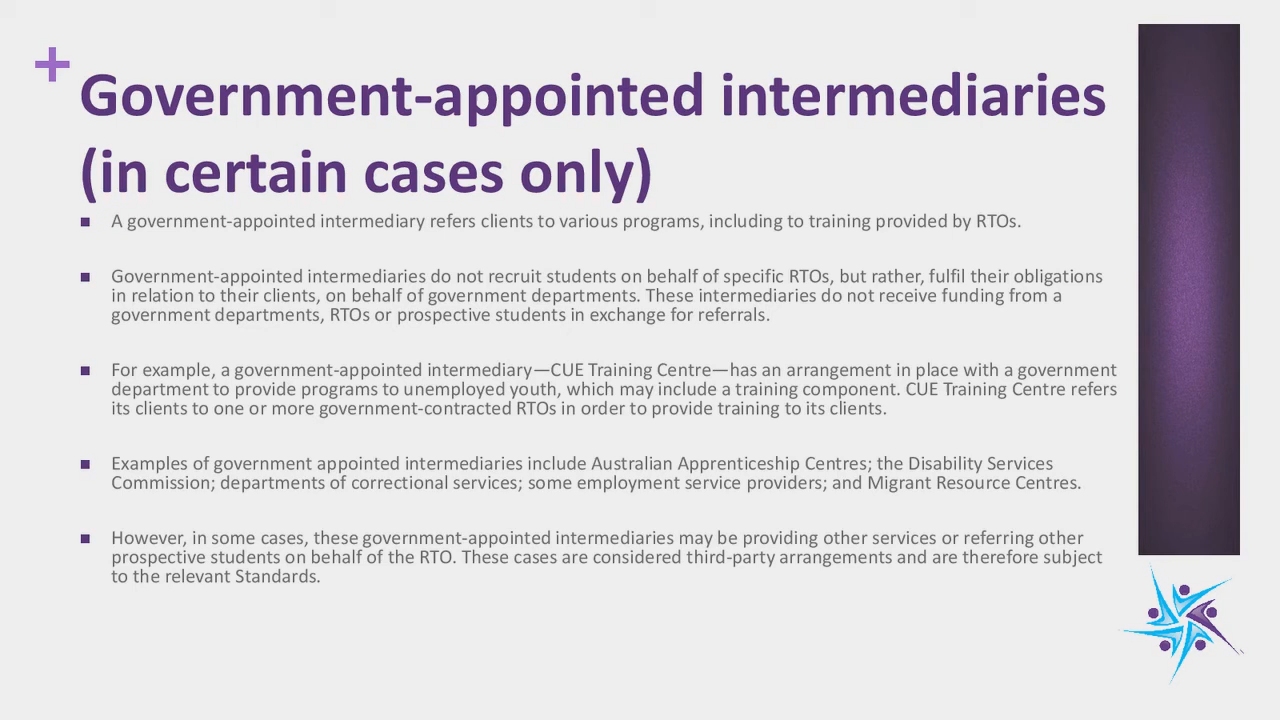 Government-appointed intermediaries
(in certain cases only)
A government-appointed intermediary refers clients to various programs, including to training provided by RTOs.
Government-appointed intermediaries do not recruit students on behalf of specific RTOs, but rather, fulfil their obligations
in relation to their clients, on behalf of government departments. These intermediaries do not receive funding from a
government departments, RTOs or prospective students in exchange for referrals.
For example, a government-appointed intermediary—CUE Training Centre—has an arrangement in place with a government
department to provide programs to unemployed youth, which may include a training component. CUE Training Centre refers
its clients to one or more government-contracted RTOs in order to provide training to its clients.
Examples of government appointed intermediaries include Australian Apprenticeship Centres; the Disability Services
Commission; departments of correctional services; some employment service providers; and Migrant Resource Centres.
However, in some cases, these government-appointed intermediaries may be providing other services or referring other
prospective students on behalf of the RTO. These cases are considered third-party arrangements and are therefore subject
to the relevant Standards.